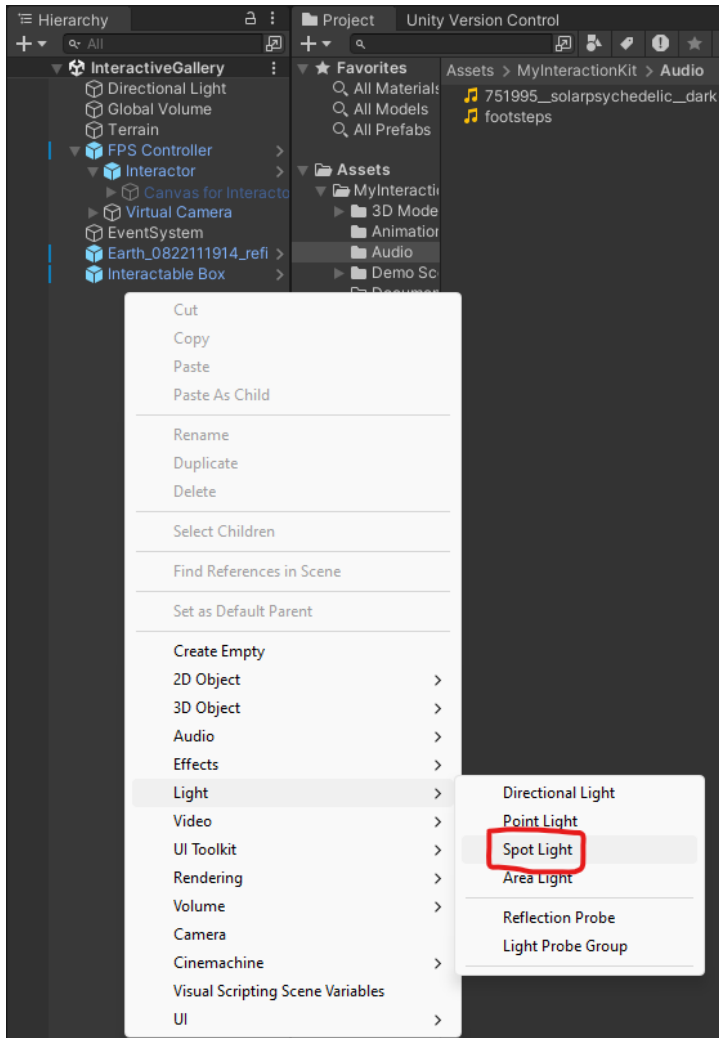 Hierarchy
All
InteractiveGallery
Directional Light
Global Volume
Terrain
FPS Controller
Interactor
Canvas for Interacto
Virtual Camera
EventSystem
Earth_0822111914_refi
Interactable Box
Project
Unity Version Control
Favorites
All Materials
All Models
All Prefabs
Assets
MyInteracti
3D Mode
Animation
Audio
Demo Sc
Assets > MyInteractionKit > Audio
751995__solarpsychedelic__dark
footsteps
Cut
Copy
Paste
Paste As Child
Rename
Duplicate
Delete
Select Children
Find References in Scene
Set as Default Parent
Create Empty
2D Object
3D Object
Audio
Effects
Light
Video
UI Toolkit
Rendering
Volume
Camera
Cinemachine
Visual Scripting Scene Variables
UI
Directional Light
Point Light
Spot Light
Area Light
Reflection Probe
Light Probe Group